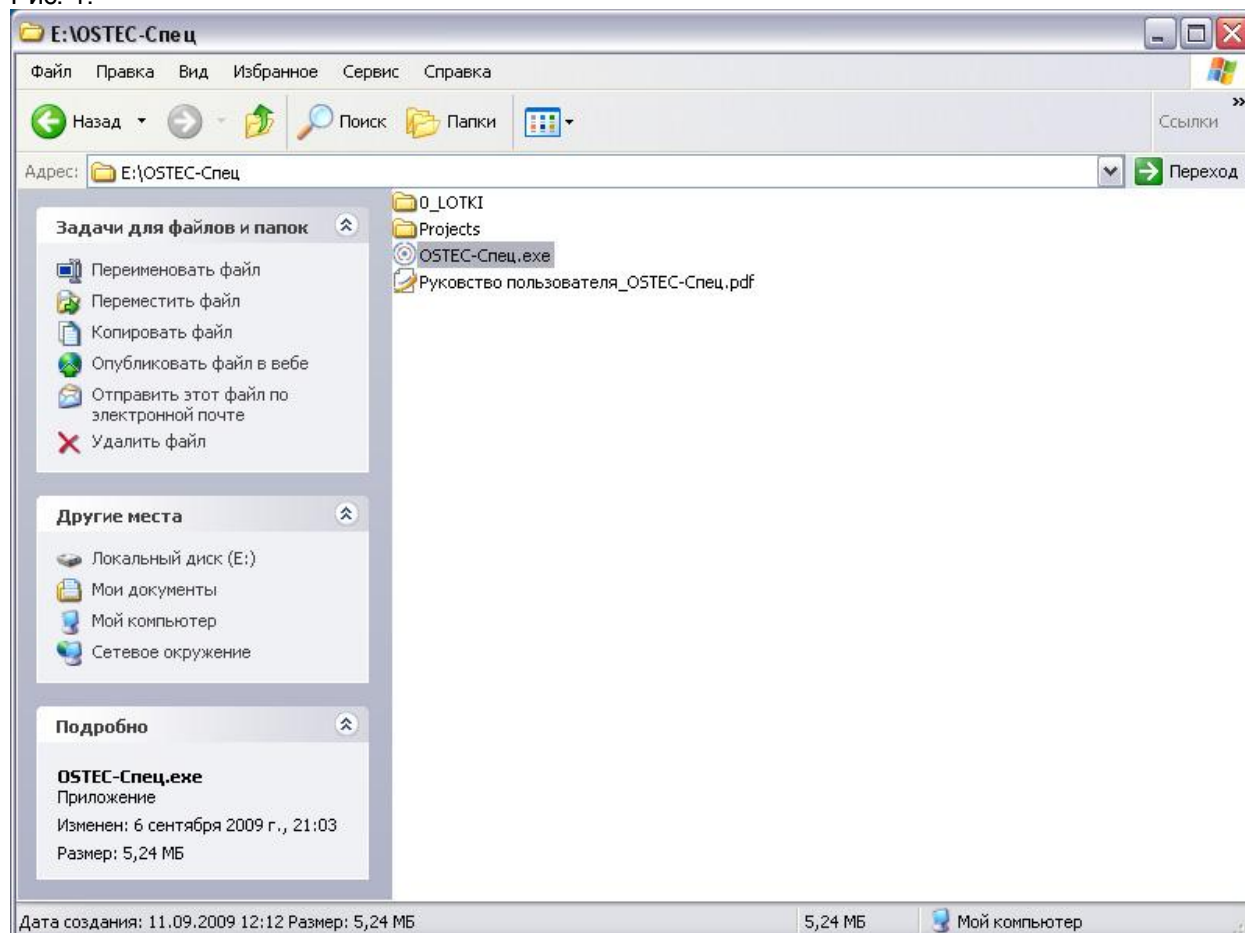 Рис. 1.
E:\OSTEC-Спец
Файл Правка Вид Избранное Сервис Справка
Назад Поиск Папки Ссылки »
Адрес: E:\OSTEC-Спец Переход
Задачи для файлов и папок
Переименовать файл
Переместить файл
Копировать файл
Опубликовать файл в вебе
Отправить этот файл по
электронной почте
Удалить файл
Другие места
Локальный диск (E:)
Мои документы
Мой компьютер
Сетевое окружение
Подробно
OSTEC-Спец.exe
Приложение
Изменен: 6 сентября 2009 г., 21:03
Размер: 5,24 МБ
0_LOTKI
Projects
OSTEC-Спец.exe
Руковство пользователя_OSTEC-Спец.pdf
Дата создания: 11.09.2009 12:12 Размер: 5,24 МБ 5,24 МБ Мой компьютер